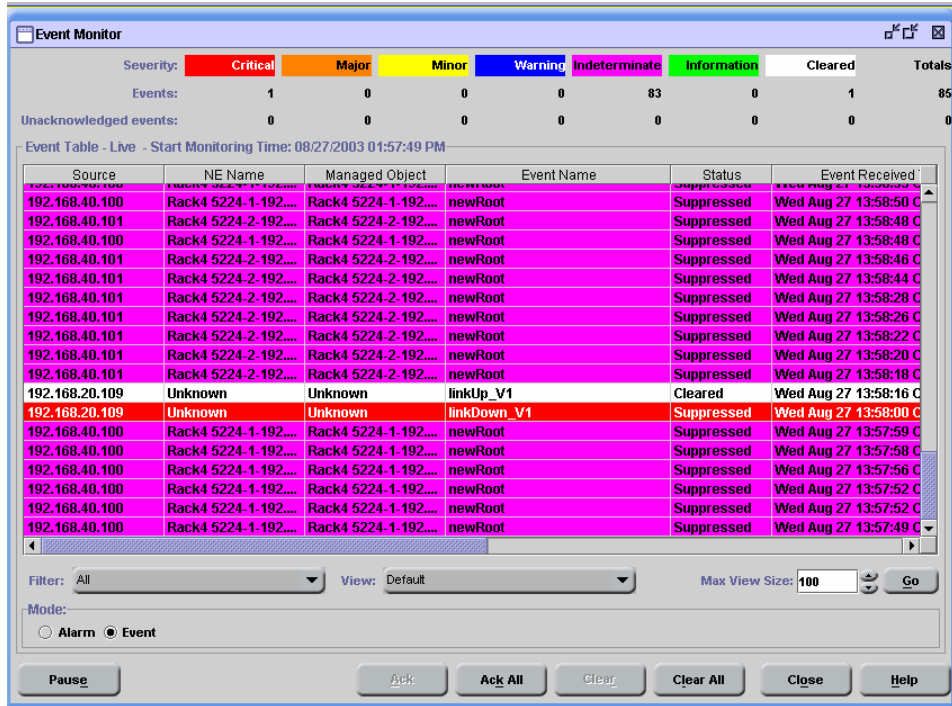 Event Monitor
Severity: Critical Major Minor Warning Indeterminate Information Cleared Totals
Events: 1 0 0 0 83 0 1 85
Unacknowledged events: 0 0 0 0 0 0 0 0
Event Table - Live - Start Monitoring Time: 08/27/2003 01:57:49 PM
Source NE Name Managed Object Event Name Status Event Received T
192.168.40.100 Rack4 5224-1-192.... Rack4 5224-1-192.... newRoot Suppressed Wed Aug 27 13:58:50 C
192.168.40.101 Rack4 5224-2-192.... Rack4 5224-2-192.... newRoot Suppressed Wed Aug 27 13:58:48 C
192.168.40.100 Rack4 5224-1-192.... Rack4 5224-1-192.... newRoot Suppressed Wed Aug 27 13:58:48 C
192.168.40.101 Rack4 5224-2-192.... Rack4 5224-2-192.... newRoot Suppressed Wed Aug 27 13:58:46 C
192.168.40.101 Rack4 5224-2-192.... Rack4 5224-2-192.... newRoot Suppressed Wed Aug 27 13:58:44 C
192.168.40.101 Rack4 5224-2-192.... Rack4 5224-2-192.... newRoot Suppressed Wed Aug 27 13:58:28 C
192.168.40.101 Rack4 5224-2-192.... Rack4 5224-2-192.... newRoot Suppressed Wed Aug 27 13:58:26 C
192.168.40.101 Rack4 5224-2-192.... Rack4 5224-2-192.... newRoot Suppressed Wed Aug 27 13:58:22 C
192.168.40.101 Rack4 5224-2-192.... Rack4 5224-2-192.... newRoot Suppressed Wed Aug 27 13:58:20 C
192.168.40.101 Rack4 5224-2-192.... Rack4 5224-2-192.... newRoot Suppressed Wed Aug 27 13:58:18 C
192.168.20.109 Unknown Unknown linkUp_V1 Cleared Wed Aug 27 13:58:16 C
192.168.20.109 Unknown Unknown linkDown_V1 Suppressed Wed Aug 27 13:58:00 C
192.168.40.100 Rack4 5224-1-192.... Rack4 5224-1-192.... newRoot Suppressed Wed Aug 27 13:57:59 C
192.168.40.100 Rack4 5224-1-192.... Rack4 5224-1-192.... newRoot Suppressed Wed Aug 27 13:57:58 C
192.168.40.100 Rack4 5224-1-192.... Rack4 5224-1-192.... newRoot Suppressed Wed Aug 27 13:57:56 C
192.168.40.100 Rack4 5224-1-192.... Rack4 5224-1-192.... newRoot Suppressed Wed Aug 27 13:57:52 C
192.168.40.100 Rack4 5224-1-192.... Rack4 5224-1-192.... newRoot Suppressed Wed Aug 27 13:57:52 C
192.168.40.100 Rack4 5224-1-192.... Rack4 5224-1-192.... newRoot Suppressed Wed Aug 27 13:57:49 C
Filter: All View: Default Max View Size: 100 Go
Mode:
Alarm Event
Pause Ack Ack All Clear Clear All Close Help